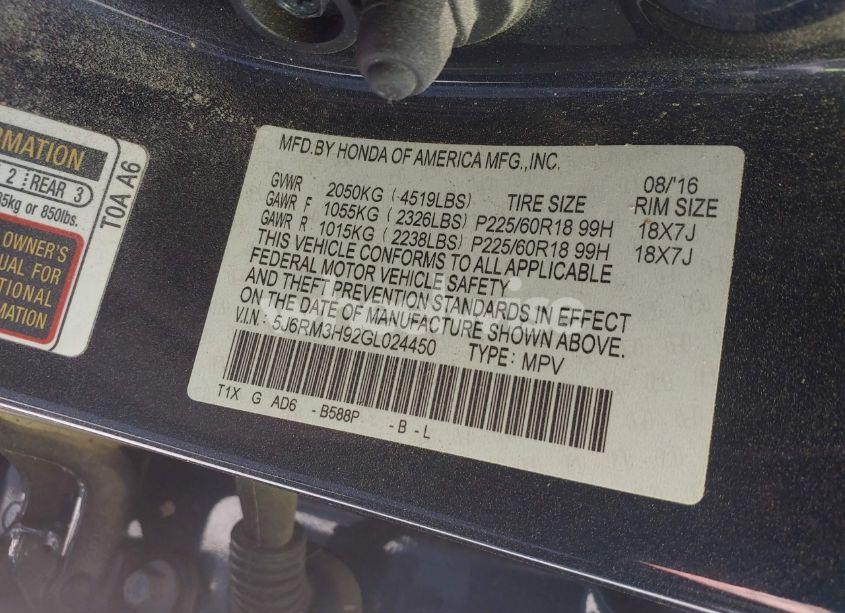 RMATION
2 REAR 3
85kg or 850lbs.
OWNER'S
UAL FOR
TIONAL
MATION
T0A A6
MFD.BY HONDA OF AMERICA MFG.,INC. 08/'16
GVWR 2050KG (4519LBS) TIRE SIZE RIM SIZE
GAWR F 1055KG (2326LBS) P225/60R18 99H 18X7J
GAWR R 1015KG (2238LBS) P225/60R18 99H 18X7J
THIS VEHICLE CONFORMS TO ALL APPLICABLE
FEDERAL MOTOR VEHICLE SAFETY
AND THEFT PREVENTION STANDARDS IN EFFECT
ON THE DATE OF MANUFACTURE SHOWN ABOVE.
V.I.N: 5J6RM3H92GL024450 TYPE: MPV
T1X G AD6 -B588P -B-L